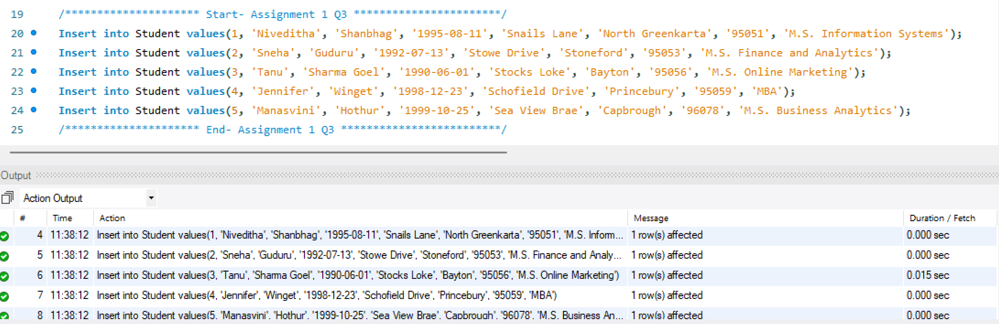 19 /********************* Start- Assignment 1 Q3 ***********************/
20 Insert into Student values(1, 'Niveditha', 'Shanbhag', '1995-08-11', 'Snails Lane', 'North Greenkarta', '95051', 'M.S. Information Systems');
21 Insert into Student values(2, 'Sneha', 'Guduru', '1992-07-13', 'Stowe Drive', 'Stoneford', '95053', 'M.S. Finance and Analytics');
22 Insert into Student values(3, 'Tanu', 'Sharma Goel', '1990-06-01', 'Stocks Loke', 'Bayton', '95056', 'M.S. Online Marketing');
23 Insert into Student values(4, 'Jennifer', 'Winget', '1998-12-23', 'Schofield Drive', 'Princebury', '95059', 'MBA');
24 Insert into Student values(5, 'Manasvini', 'Hothur', '1999-10-25', 'Sea View Brae', 'Capbrough', '96078', 'M.S. Business Analytics');
25 /********************* End- Assignment 1 Q3 *************************/
Output
Action Output
# Time Action Message Duration / Fetch
4 11:38:12 Insert into Student values(1, 'Niveditha', 'Shanbhag', '1995-08-11', 'Snails Lane', 'North Greenkarta', '95051', 'M.S. Inform... 1 row(s) affected 0.000 sec
5 11:38:12 Insert into Student values(2, 'Sneha', 'Guduru', '1992-07-13', 'Stowe Drive', 'Stoneford', '95053', 'M.S. Finance and Analy... 1 row(s) affected 0.000 sec
6 11:38:12 Insert into Student values(3, 'Tanu', 'Sharma Goel', '1990-06-01', 'Stocks Loke', 'Bayton', '95056', 'M.S. Online Marketing') 1 row(s) affected 0.015 sec
7 11:38:12 Insert into Student values(4, 'Jennifer', 'Winget', '1998-12-23', 'Schofield Drive', 'Princebury', '95059', 'MBA') 1 row(s) affected 0.000 sec
8 11:38:12 Insert into Student values(5, 'Manasvini', 'Hothur', '1999-10-25', 'Sea View Brae', 'Capbrough', '96078', 'M.S. Business An... 1 row(s) affected 0.000 sec